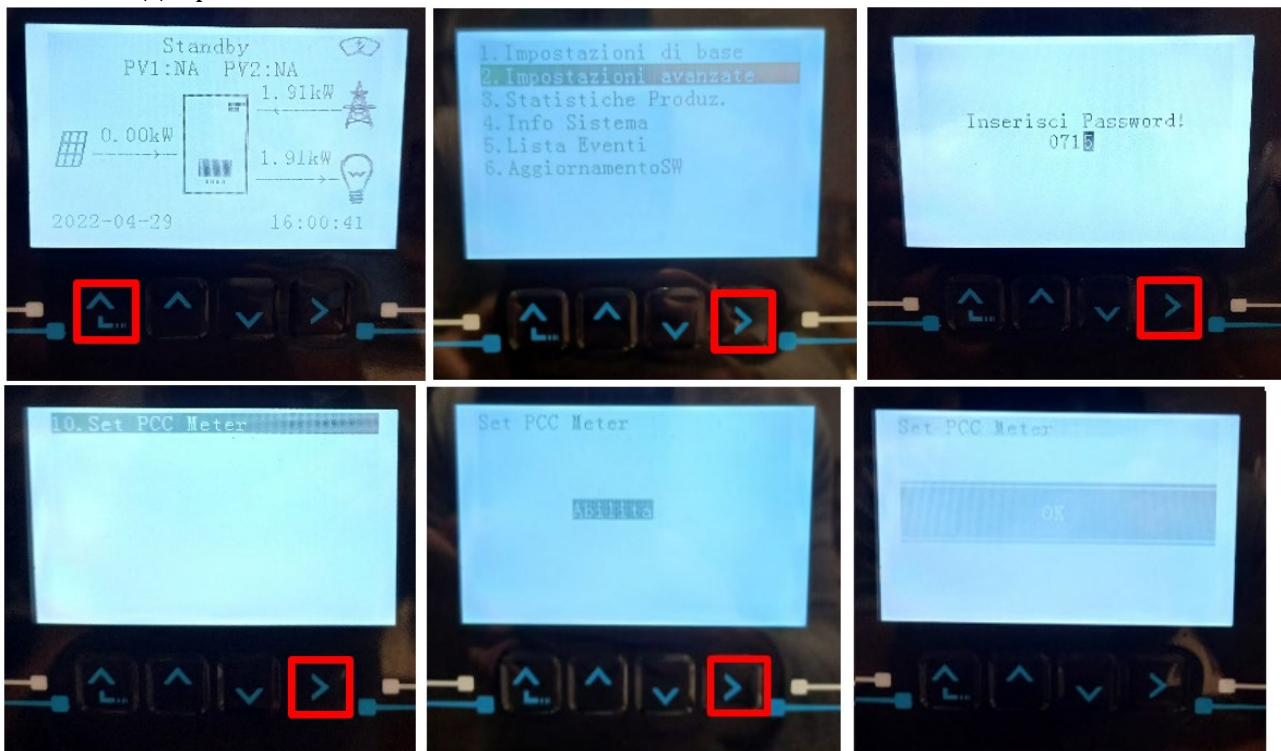 Standby
PV1:NA PV2:NA
1.91kW
0.00kW
1.91kW
2022-04-29
16:00:41
1.Impostazioni di base
2.Impostazioni avanzate
3.Statistiche Produz.
4.Info Sistema
5.Lista Eventi
6.AggiornamentoSW
Inserisci Password!
0715
10.Set PCC Meter
Set PCC Meter
Abilita
Set PCC Meter
OK